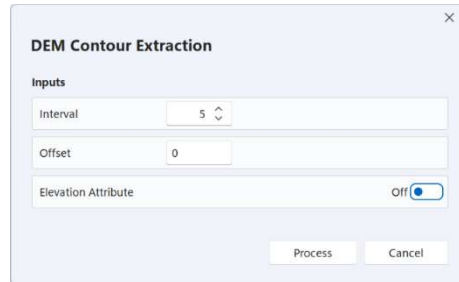 DEM Contour Extraction
Inputs
Interval 5
Offset 0
Elevation Attribute Off
Process Cancel